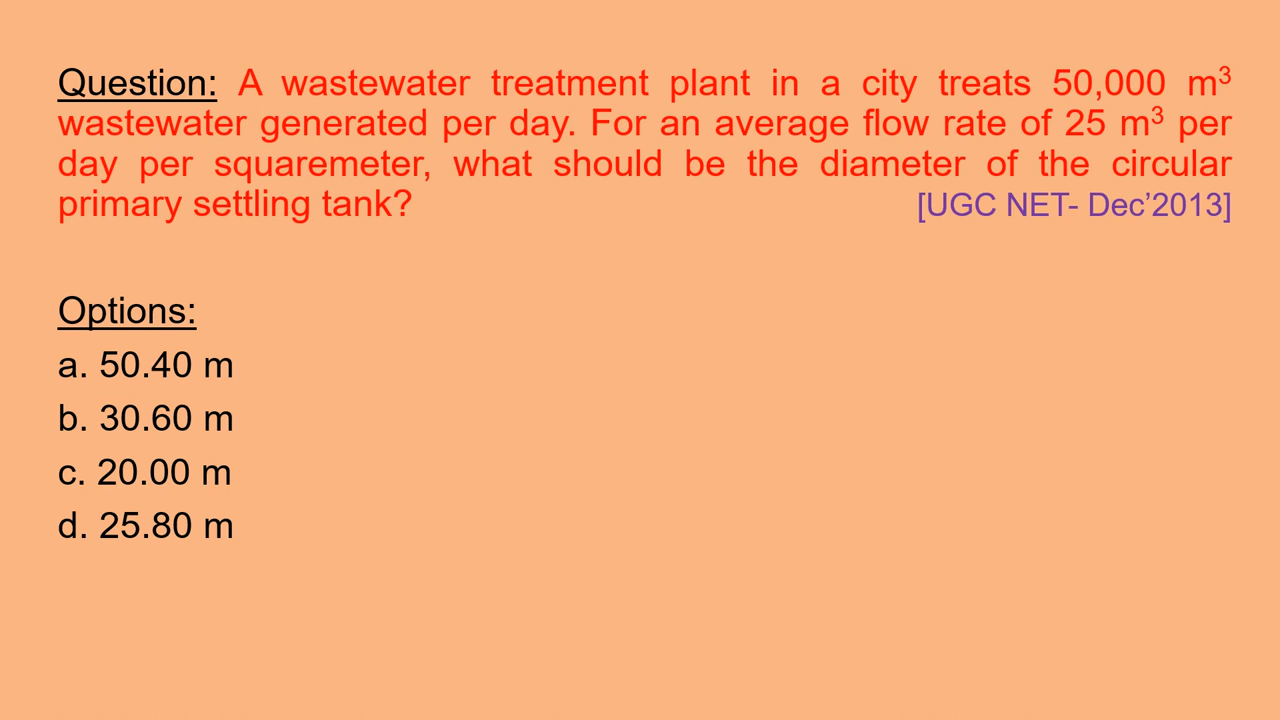 Question: A wastewater treatment plant in a city treats 50,000 m³
wastewater generated per day. For an average flow rate of 25 m³ per
day per squaremeter, what should be the diameter of the circular
primary settling tank? [UGC NET- Dec’2013]
Options:
a. 50.40 m
b. 30.60 m
c. 20.00 m
d. 25.80 m